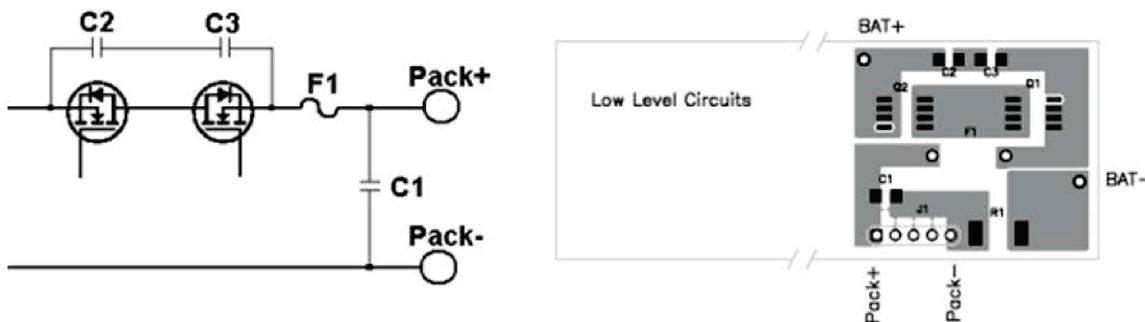 C2 C3
F1
Pack+
C1
Pack-
BAT+
C2 C3
Q2 Q1
Low Level Circuits
F1
BAT-
C1
J1 R1
Pack+ Pack-